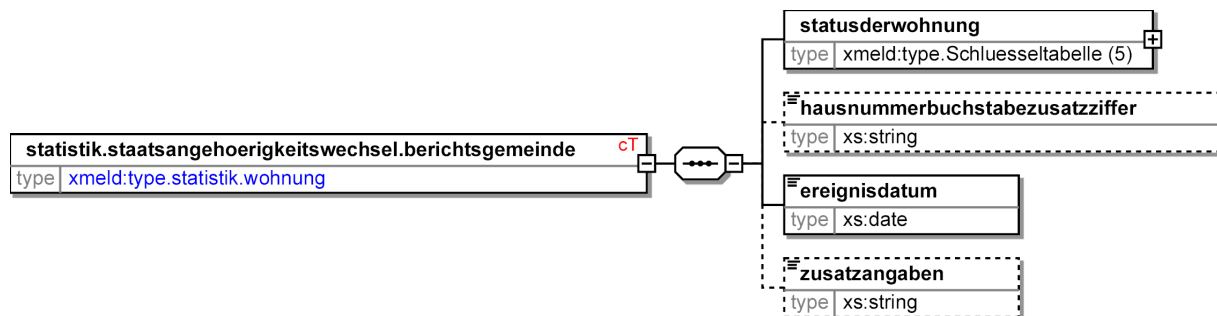 statusderwohnung
type xmeld:type.Schluesseltabelle (5)
hausnummerbuchstabezusatzziffer
type xs:string
statistik.staatsangehoerigkeitswechsel.berichtsgemeinde cT
type xmeld:type.statistik.wohnung
ereignisdatum
type xs:date
zusatzangaben
type xs:string